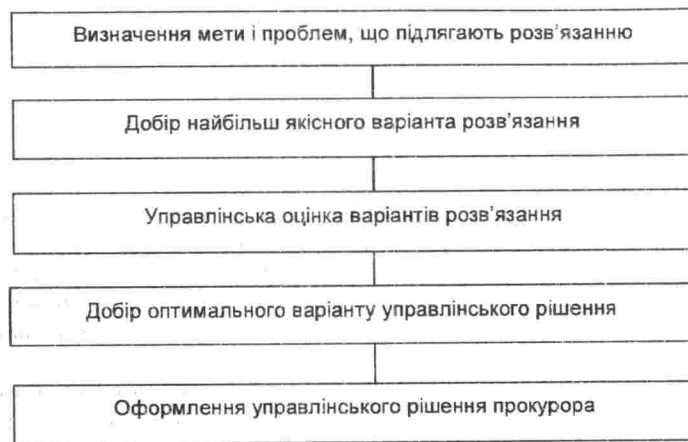 Визначення мети і проблем, що підлягають розв'язанню
Добір найбільш якісного варіанта розв'язання
Управлінська оцінка варіантів розв'язання
Добір оптимального варіанту управлінського рішення
Оформлення управлінського рішення прокурора